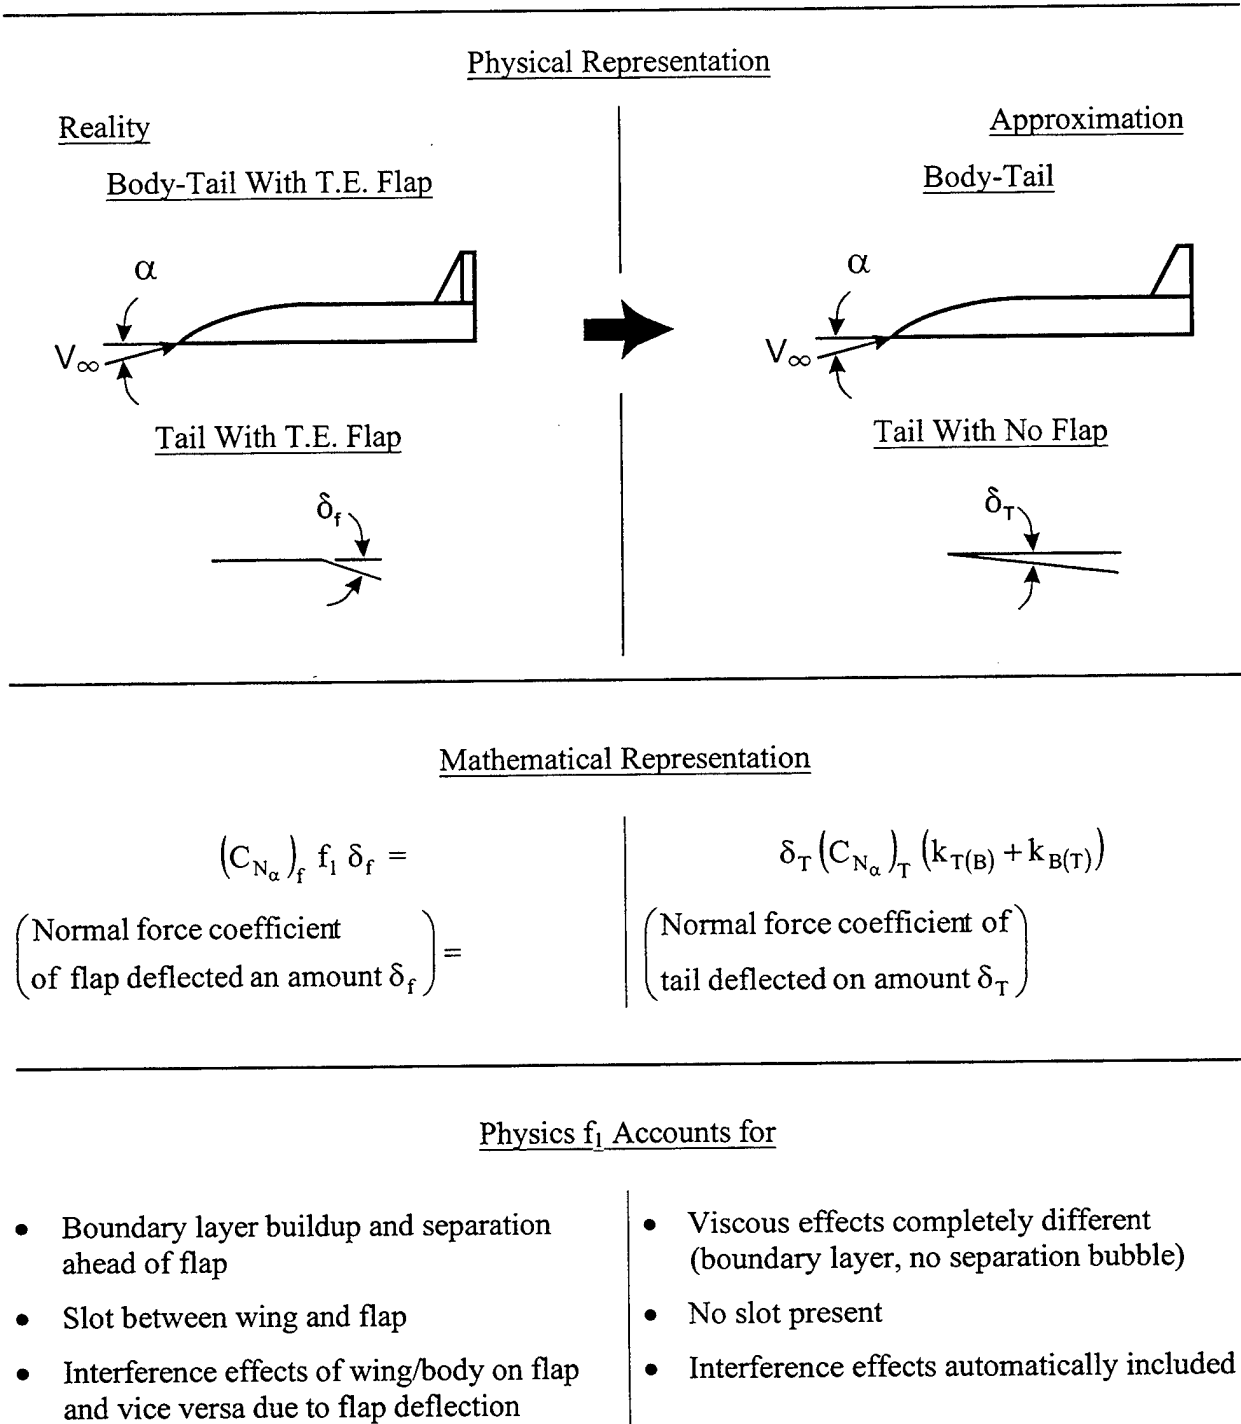 Physical Representation
Reality
Approximation
Body-Tail With T.E. Flap
Body-Tail
α
V∞
α
V∞
Tail With T.E. Flap
Tail With No Flap
δf
δT
Mathematical Representation
(CNα)f f1 δf =
δT (CNα)T (kT(B) + kB(T))
(Normal force coefficient
of flap deflected an amount δf) =
(Normal force coefficient of
tail deflected on amount δT)
Physics f1 Accounts for
• Boundary layer buildup and separation
ahead of flap
• Slot between wing and flap
• Interference effects of wing/body on flap
and vice versa due to flap deflection
• Viscous effects completely different
(boundary layer, no separation bubble)
• No slot present
• Interference effects automatically included